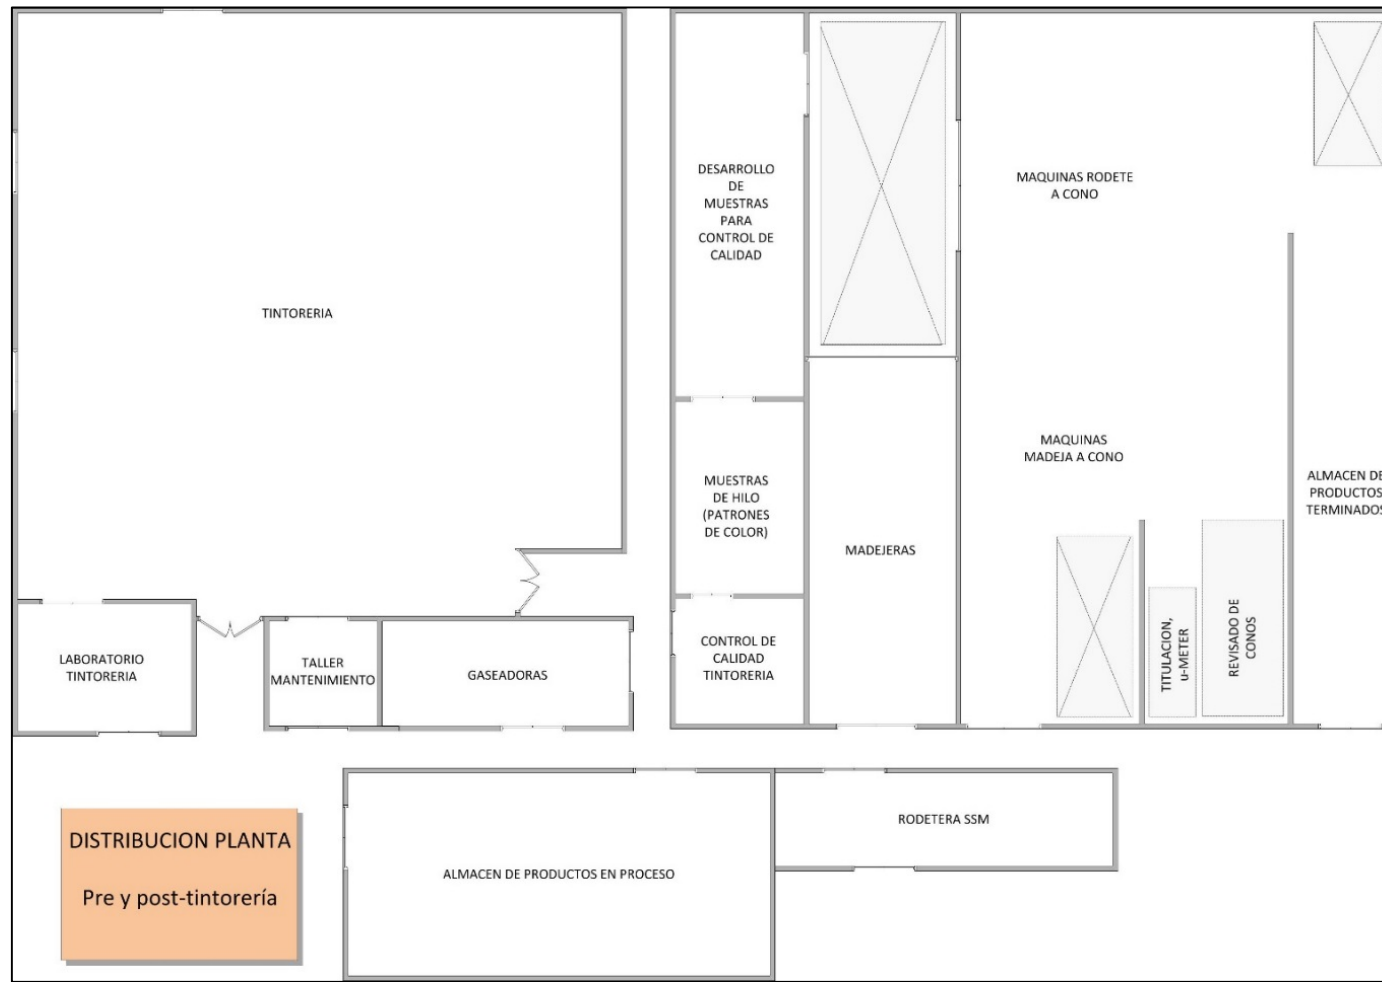 TINTORERIA
LABORATORIO
TINTORERIA
TALLER
MANTENIMIENTO
GASEADORAS
DESARROLLO
DE
MUESTRAS
PARA
CONTROL DE
CALIDAD
MUESTRAS
DE HILO
(PATRONES
DE COLOR)
CONTROL DE
CALIDAD
TINTORERIA
MADEJERAS
MAQUINAS RODETE
A CONO
MAQUINAS
MADEJA A CONO
TITULACION,
u-METER
REVISADO DE
CONOS
ALMACEN DE
PRODUCTOS
TERMINADOS
DISTRIBUCION PLANTA
Pre y post-tintorería
ALMACEN DE PRODUCTOS EN PROCESO
RODETERA SSM